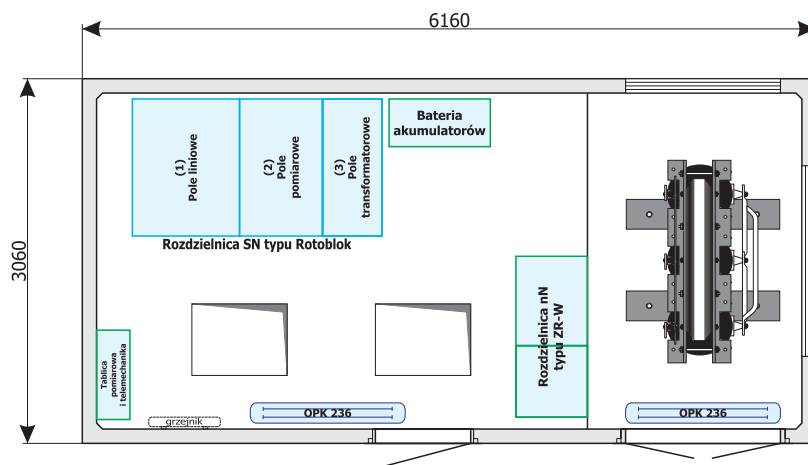 6160
3060
(1)
Pole liniowe
(2)
Pole
pomiarowe
(3)
Pole
transformatorowe
Bateria
akumulatorów
Rozdzielnica SN typu Rotoblok
Rozdzielnica nN
typu ZR-W
Tablica
pomiarowa
i telemechanika
grzejnik
OPK 236
OPK 236